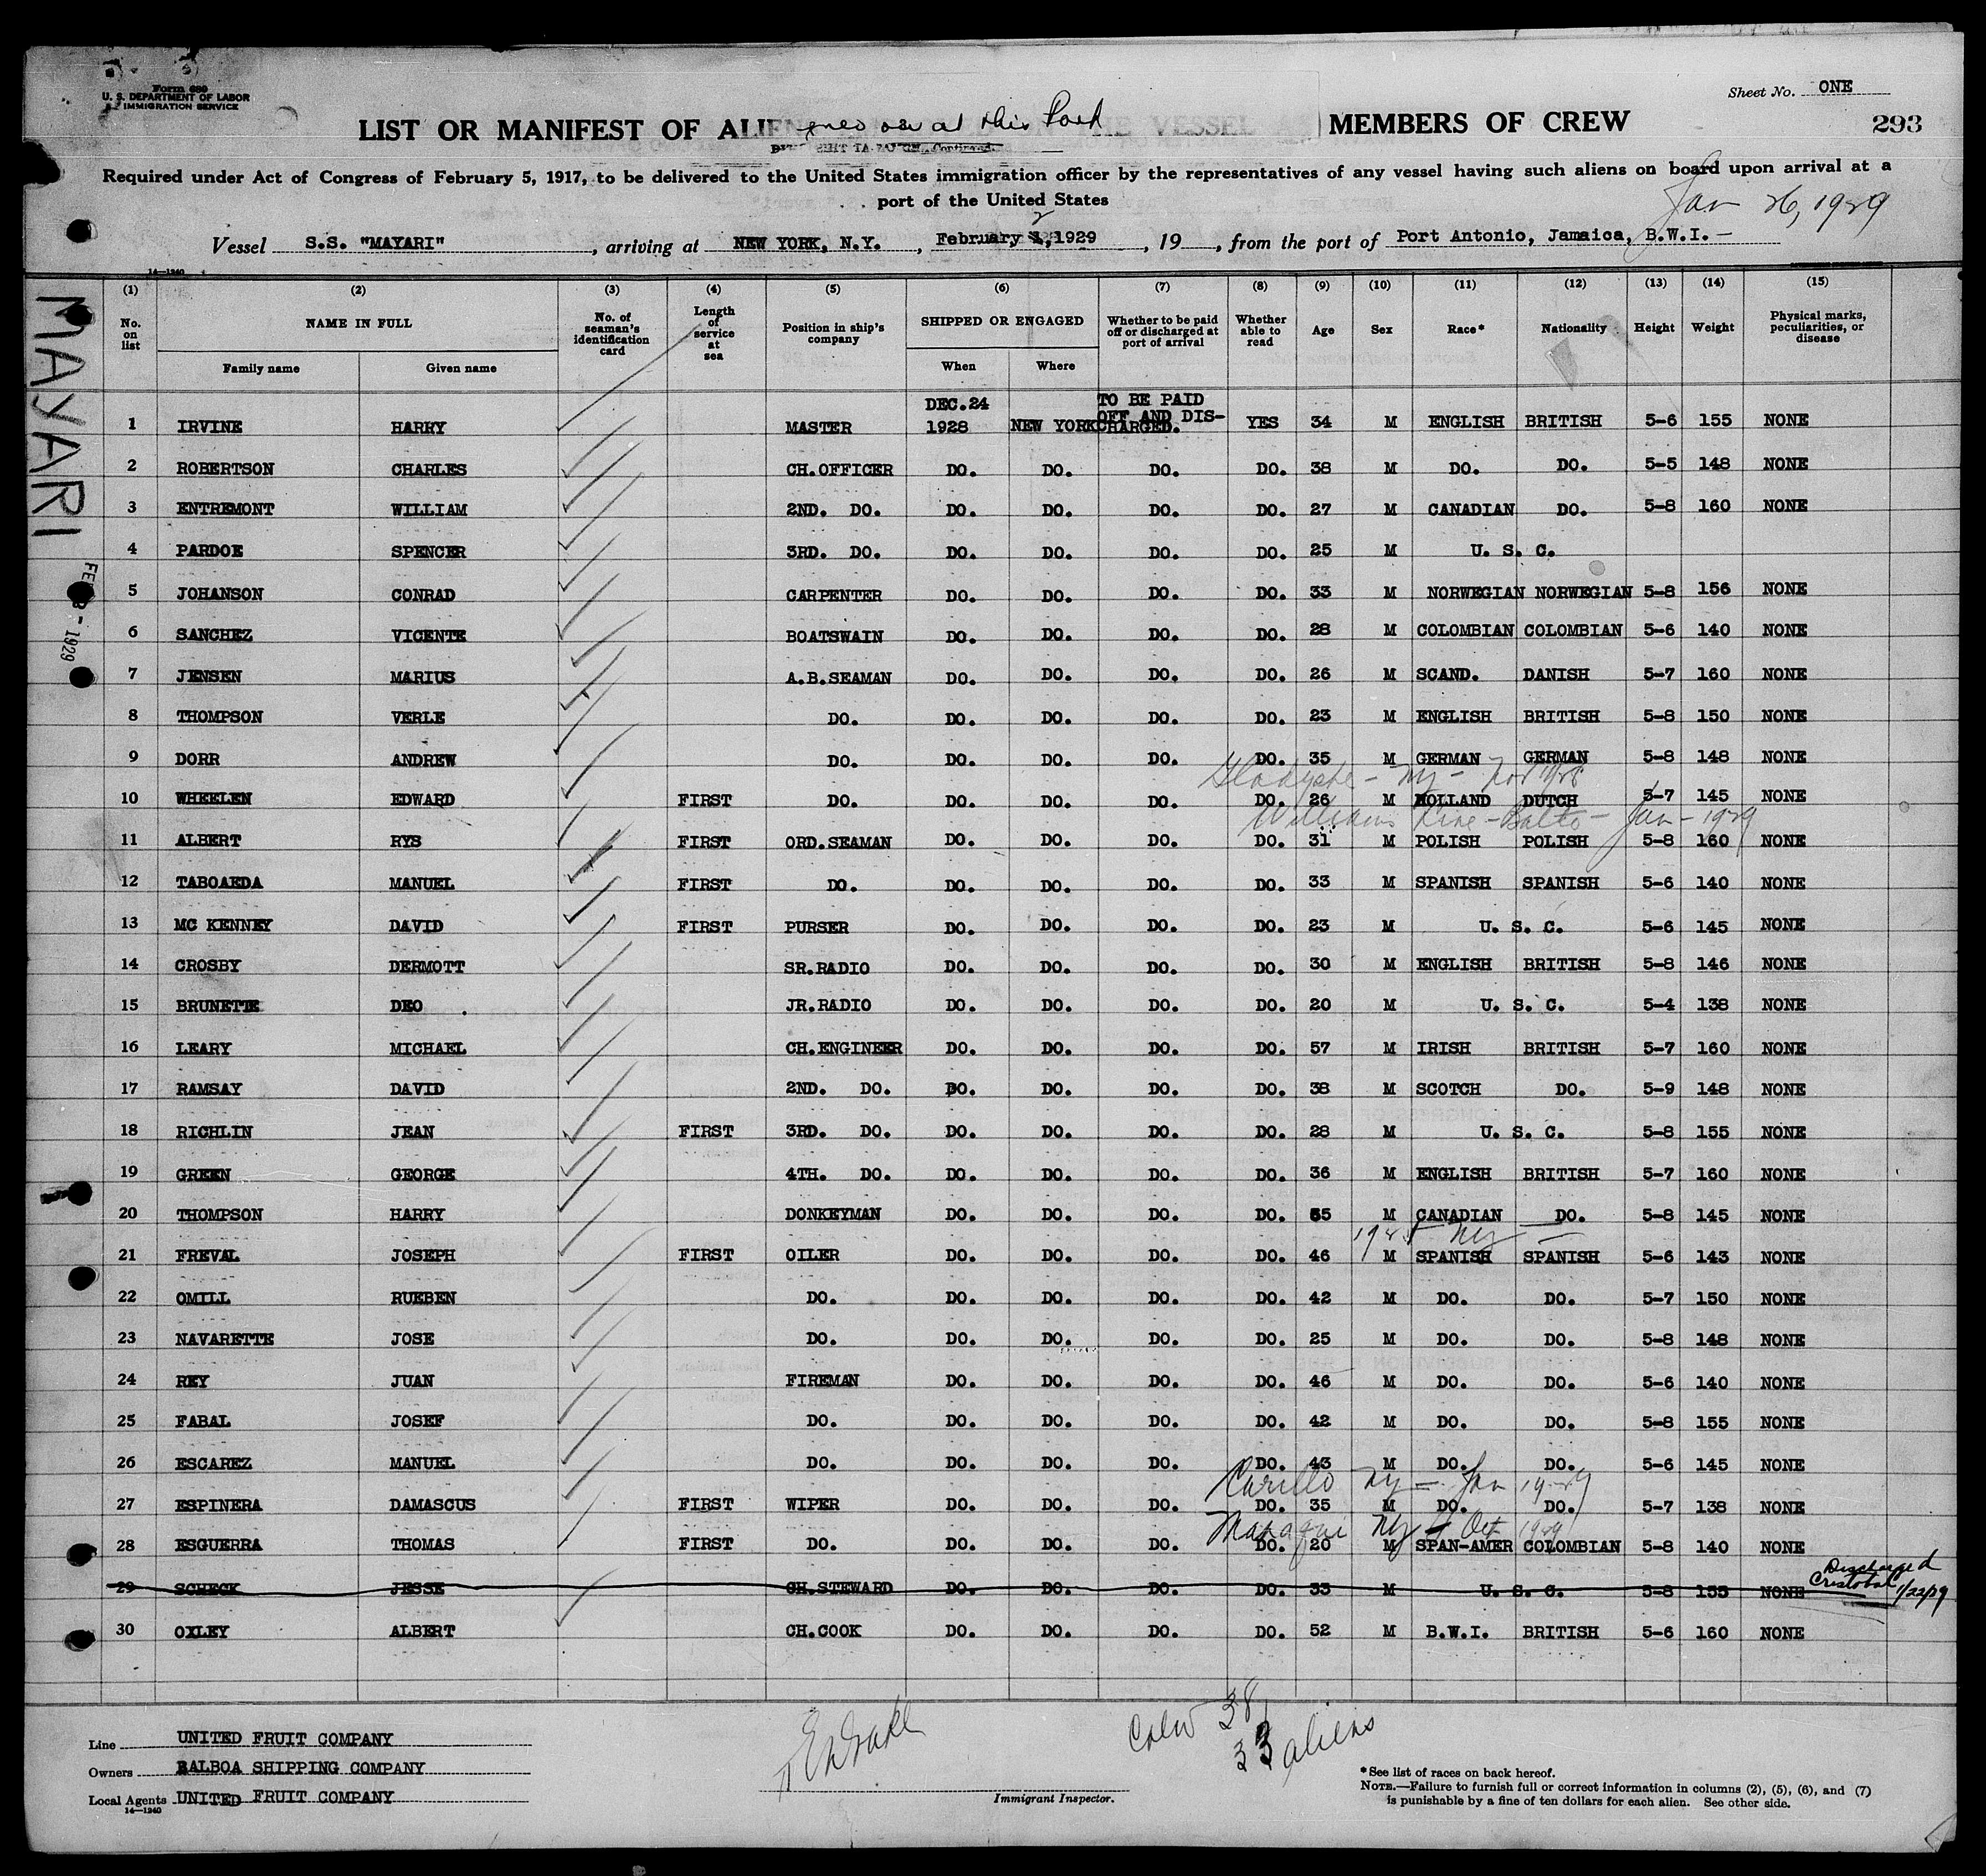 Form 689
U. S. DEPARTMENT OF LABOR
IMMIGRATION SERVICE
Sheet No. ONE
LIST OR MANIFEST OF ALIEN MEMBERS OF CREW
at this Port
293
Required under Act of Congress of February 5, 1917, to be delivered to the United States immigration officer by the representatives of any vessel having such aliens on board upon arrival at a
port of the United States
Jan 26, 1929
Vessel S.S. "MAYARI", arriving at NEW YORK, N.Y., February 2, 1929, 19, from the port of Port Antonio, Jamaica, B.W.I.-
14—1240
MAYARI
(1) (2) (3) (4) (5) (6) (7) (8) (9) (10) (11) (12) (13) (14) (15)
No. on list NAME IN FULL Family name Given name No. of seaman's identification card Length of service at sea Position in ship's company SHIPPED OR ENGAGED When Where Whether to be paid off or discharged at port of arrival Whether able to read Age Sex Race* Nationality Height Weight Physical marks, peculiarities, or disease
1 IRVINE HARRY MASTER DEC.24 1928 NEW YORK TO BE PAID OFF AND DISCHARGED. YES 34 M ENGLISH BRITISH 5-6 155 NONE
2 ROBERTSON CHARLES CH.OFFICER DO. DO. DO. DO. 38 M DO. DO. 5-5 148 NONE
3 ENTREMONT WILLIAM 2ND. DO. DO. DO. DO. DO. 27 M CANADIAN DO. 5-8 160 NONE
4 PARDOE SPENCER 3RD. DO. DO. DO. DO. DO. 25 M U. S. C.
5 JOHANSON CONRAD CARPENTER DO. DO. DO. DO. 33 M NORWEGIAN NORWEGIAN 5-8 156 NONE
6 SANCHEZ VICENTE BOATSWAIN DO. DO. DO. DO. 28 M COLOMBIAN COLOMBIAN 5-6 140 NONE
7 JENSEN MARIUS A.B.SEAMAN DO. DO. DO. DO. 26 M SCAND. DANISH 5-7 160 NONE
8 THOMPSON VERLE DO. DO. DO. DO. DO. 23 M ENGLISH BRITISH 5-8 150 NONE
9 DORR ANDREW DO. DO. DO. DO. DO. 35 M GERMAN GERMAN 5-8 148 NONE
10 WHEELEN EDWARD FIRST DO. DO. DO. DO. DO. 26 M HOLLAND DUTCH 5-7 145 NONE
Williams Line - Balto - Jan - 1929
11 ALBERT RYS FIRST ORD.SEAMAN DO. DO. DO. DO. 31 M POLISH POLISH 5-8 160 NONE
12 TABOAEDA MANUEL FIRST DO. DO. DO. DO. DO. 33 M SPANISH SPANISH 5-6 140 NONE
13 MC KENNEY DAVID FIRST PURSER DO. DO. DO. DO. 23 M U. S. C. 5-6 145 NONE
14 CROSBY DERMOTT SR.RADIO DO. DO. DO. DO. 30 M ENGLISH BRITISH 5-8 146 NONE
15 BRUNETTE DEO JR.RADIO DO. DO. DO. DO. 20 M U. S. C. 5-4 138 NONE
16 LEARY MICHAEL CH.ENGINEER DO. DO. DO. DO. 57 M IRISH BRITISH 5-7 160 NONE
17 RAMSAY DAVID 2ND. DO. DO. DO. DO. DO. 38 M SCOTCH DO. 5-9 148 NONE
18 RICHLIN JEAN FIRST 3RD. DO. DO. DO. DO. DO. 28 M U. S. C. 5-8 155 NONE
19 GREEN GEORGE 4TH. DO. DO. DO. DO. DO. 36 M ENGLISH BRITISH 5-7 160 NONE
20 THOMPSON HARRY DONKEYMAN DO. DO. DO. DO. M CANADIAN DO. 5-8 145 NONE
21 FREVAL JOSEPH FIRST OILER DO. DO. DO. DO. 46 M SPANISH SPANISH 5-6 143 NONE
22 OMILL RUEBEN DO. DO. DO. DO. DO. 42 M DO. DO. 5-7 150 NONE
23 NAVARETTE JOSE DO. DO. DO. DO. DO. 25 M DO. DO. 5-8 148 NONE
24 REY JUAN FIREMAN DO. DO. DO. DO. 46 M DO. DO. 5-6 140 NONE
25 FABAL JOSEF DO. DO. DO. DO. DO. 42 M DO. DO. 5-8 155 NONE
26 ESCAREZ MANUEL DO. DO. DO. DO. DO. 43 M DO. DO. 5-6 145 NONE
27 ESPINERA DAMASCUS FIRST WIPER DO. DO. DO. DO. 35 M DO. DO. 5-7 138 NONE
28 ESGUERRA THOMAS FIRST DO. DO. DO. DO. DO. 20 M SPAN-AMER COLOMBIAN 5-8 140 NONE
29 SCHECK JESSE CH.STEWARD DO. DO. DO. DO. 33 M U. S. C. 5-8 155 NONE Discharged Cristobal 1/22/29
30 OXLEY ALBERT CH.COOK DO. DO. DO. DO. 52 M B.W.I. BRITISH 5-6 160 NONE
Line UNITED FRUIT COMPANY
Owners BALBOA SHIPPING COMPANY
Local Agents UNITED FRUIT COMPANY
14—1240
Immigrant Inspector.
Crew 38
33 aliens
*See list of races on back hereof.
NOTE.—Failure to furnish full or correct information in columns (2), (5), (6), and (7)
is punishable by a fine of ten dollars for each alien. See other side.